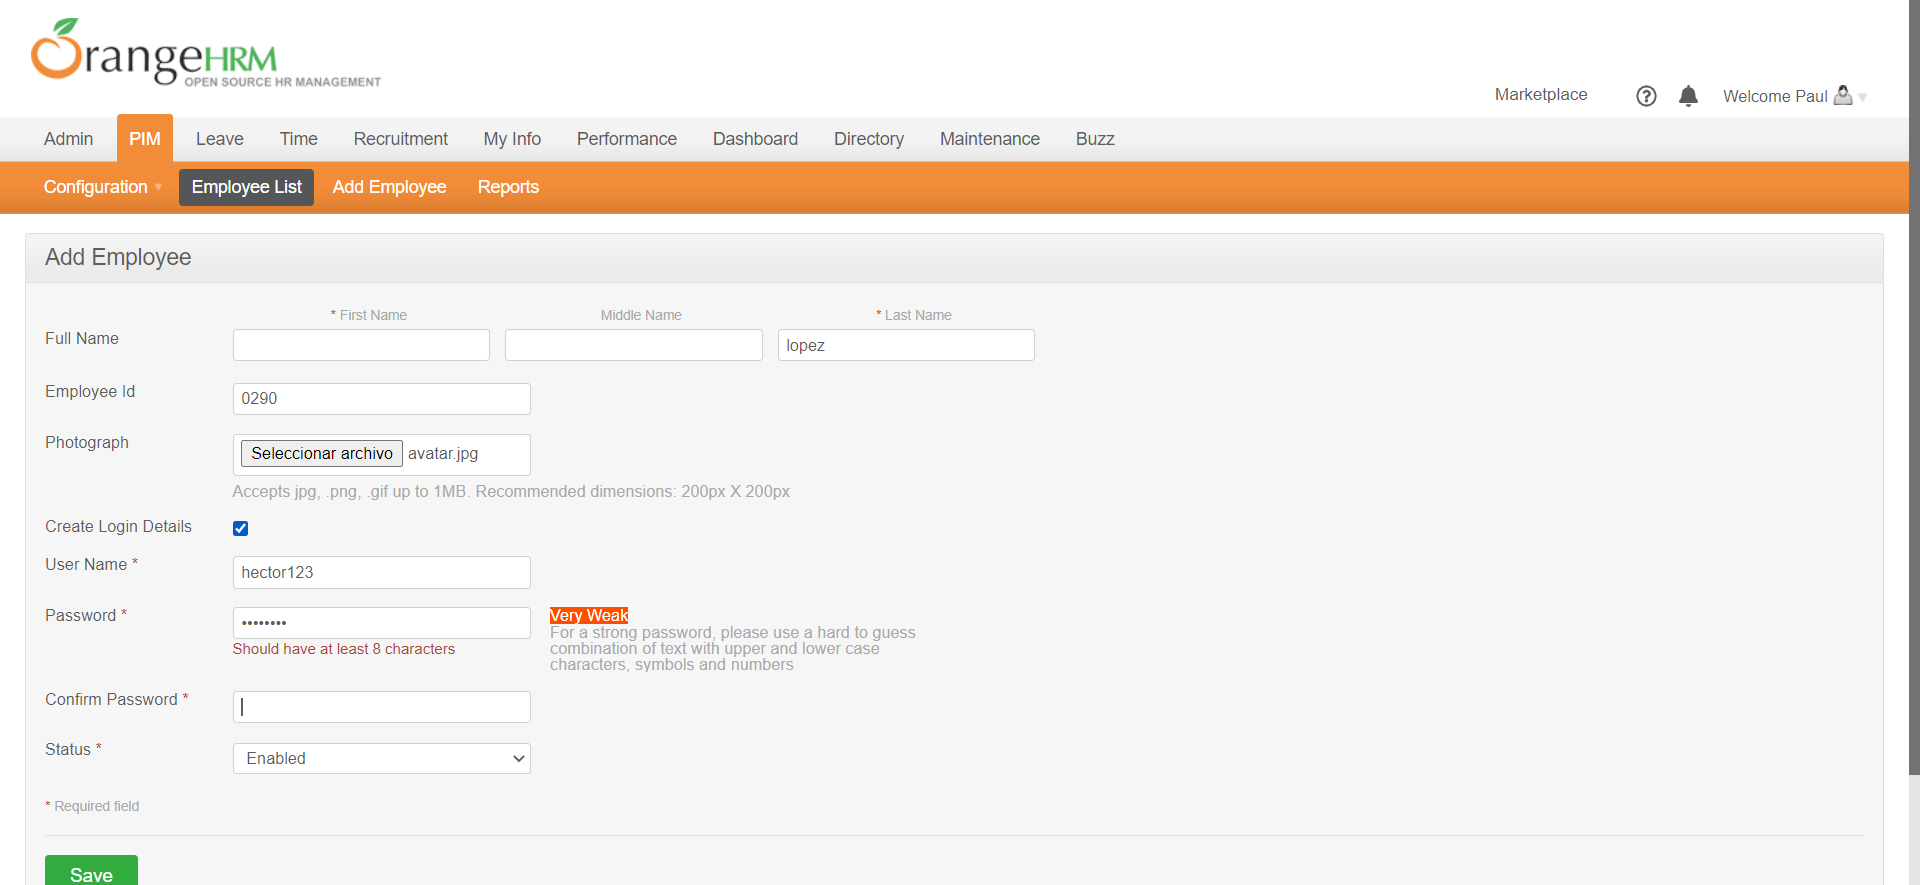 OrangeHRM
OPEN SOURCE HR MANAGEMENT
Marketplace ? Welcome Paul
Admin PIM Leave Time Recruitment My Info Performance Dashboard Directory Maintenance Buzz
Configuration Employee List Add Employee Reports
Add Employee
* First Name Middle Name * Last Name
Full Name lopez
Employee Id 0290
Photograph Seleccionar archivo avatar.jpg
Accepts jpg, .png, .gif up to 1MB. Recommended dimensions: 200px X 200px
Create Login Details
User Name * hector123
Password * •••••••• Very Weak
Should have at least 8 characters
For a strong password, please use a hard to guess
combination of text with upper and lower case
characters, symbols and numbers
Confirm Password *
Status * Enabled
* Required field
Save